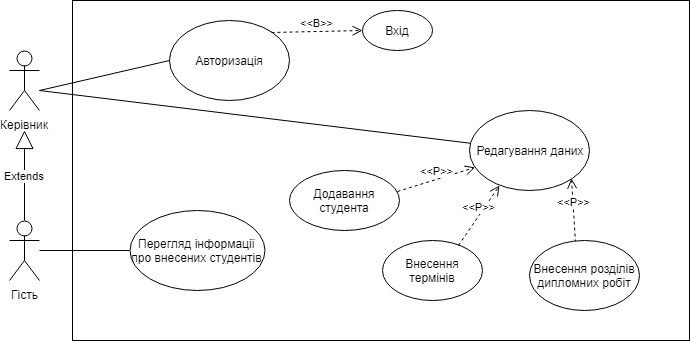 <<В>>
Вхід
Авторизація
Керівник
Редагування даних
Extends
<<Р>>
Додавання
студента
<<Р>>
<<Р>>
Перегляд інформації
про внесених студентів
Внесення
термінів
Внесення розділів
дипломних робіт
Гість